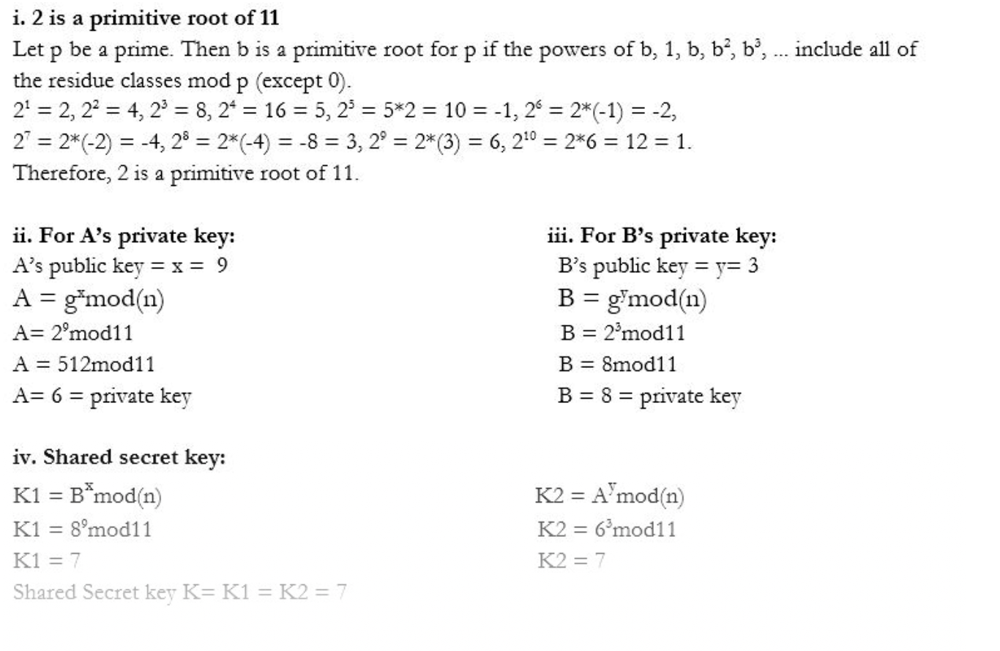 i. 2 is a primitive root of 11
Let p be a prime. Then b is a primitive root for p if the powers of b, 1, b, b², b³, ... include all of
the residue classes mod p (except 0).
2¹ = 2, 2² = 4, 2³ = 8, 2⁴ = 16 = 5, 2⁵ = 5*2 = 10 = -1, 2⁶ = 2*(-1) = -2,
2⁷ = 2*(-2) = -4, 2⁸ = 2*(-4) = -8 = 3, 2⁹ = 2*(3) = 6, 2¹⁰ = 2*6 = 12 = 1.
Therefore, 2 is a primitive root of 11.
ii. For A's private key:
A's public key = x = 9
A = gˣmod(n)
A= 2⁹mod11
A = 512mod11
A= 6 = private key
iii. For B's private key:
B's public key = y= 3
B = gʸmod(n)
B = 2³mod11
B = 8mod11
B = 8 = private key
iv. Shared secret key:
K1 = Bˣmod(n)
K1 = 8⁹mod11
K1 = 7
K2 = Aʸmod(n)
K2 = 6³mod11
K2 = 7
Shared Secret key K= K1 = K2 = 7